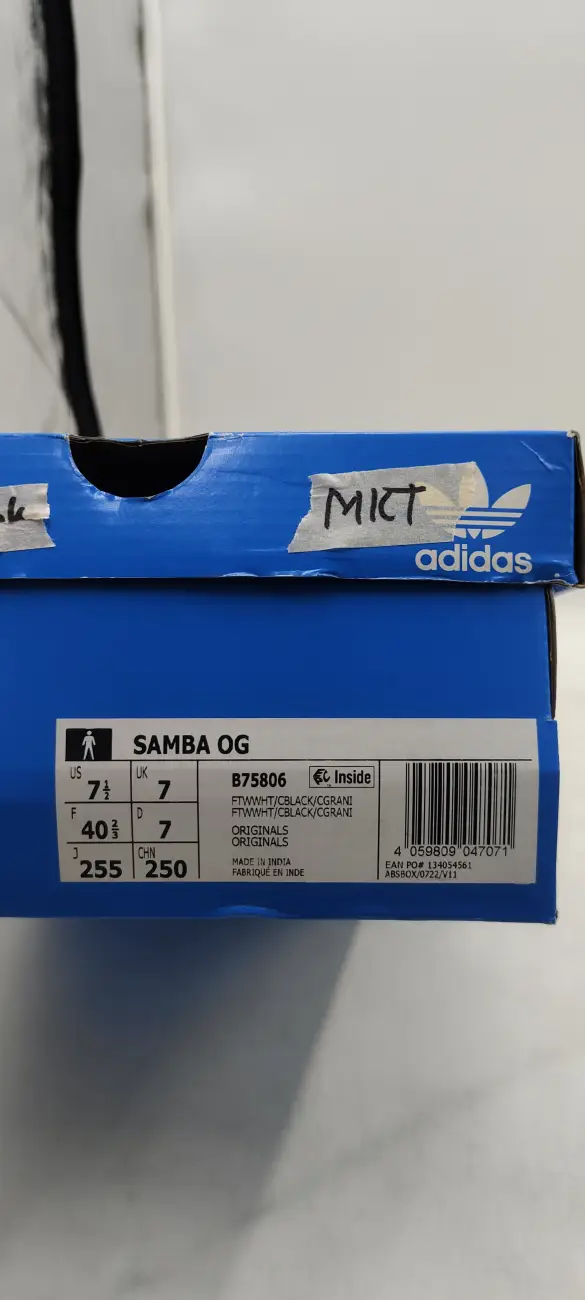 MKT
adidas
SAMBA OG
US 7½
UK 7
F 40⅔
D 7
J 255
CHN 250
B75806
Inside
FTWWHT/CBLACK/CGRANI
FTWWHT/CBLACK/CGRANI
ORIGINALS
ORIGINALS
MADE IN INDIA
FABRIQUÉ EN INDE
4 059809 047071
EAN PO# 134054561
ABSBOX/0722/V11